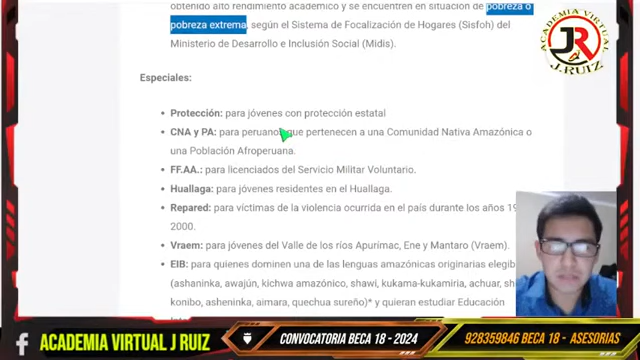 obtenido alto rendimiento académico y se encuentren en situación de pobreza o
pobreza extrema, según el Sistema de Focalización de Hogares (Sisfoh) del
Ministerio de Desarrollo e Inclusión Social (Midis).
Especiales:
• Protección: para jóvenes con protección estatal
• CNA y PA: para peruanos que pertenecen a una Comunidad Nativa Amazónica o
una Población Afroperuana.
• FF.AA.: para licenciados del Servicio Militar Voluntario.
• Huallaga: para jóvenes residentes en el Huallaga.
• Repared: para víctimas de la violencia ocurrida en el país durante los años
2000.
• Vraem: para jóvenes del Valle de los ríos Apurímac, Ene y Mantaro (Vraem).
• EIB: para quienes dominen una de las lenguas amazónicas originarias
(ashaninka, awajún, kichwa amazónico, shawi, kukama-kukamiria, achuar,
konibo, asheninka, aimara, quechua sureño)* y quieran estudiar Educación
ACADEMIA VIRTUAL
JR
J.RUIZ
f ACADEMIA VIRTUAL J RUIZ
CONVOCATORIA BECA 18 - 2024
928359846 BECA 18 - ASESORIAS